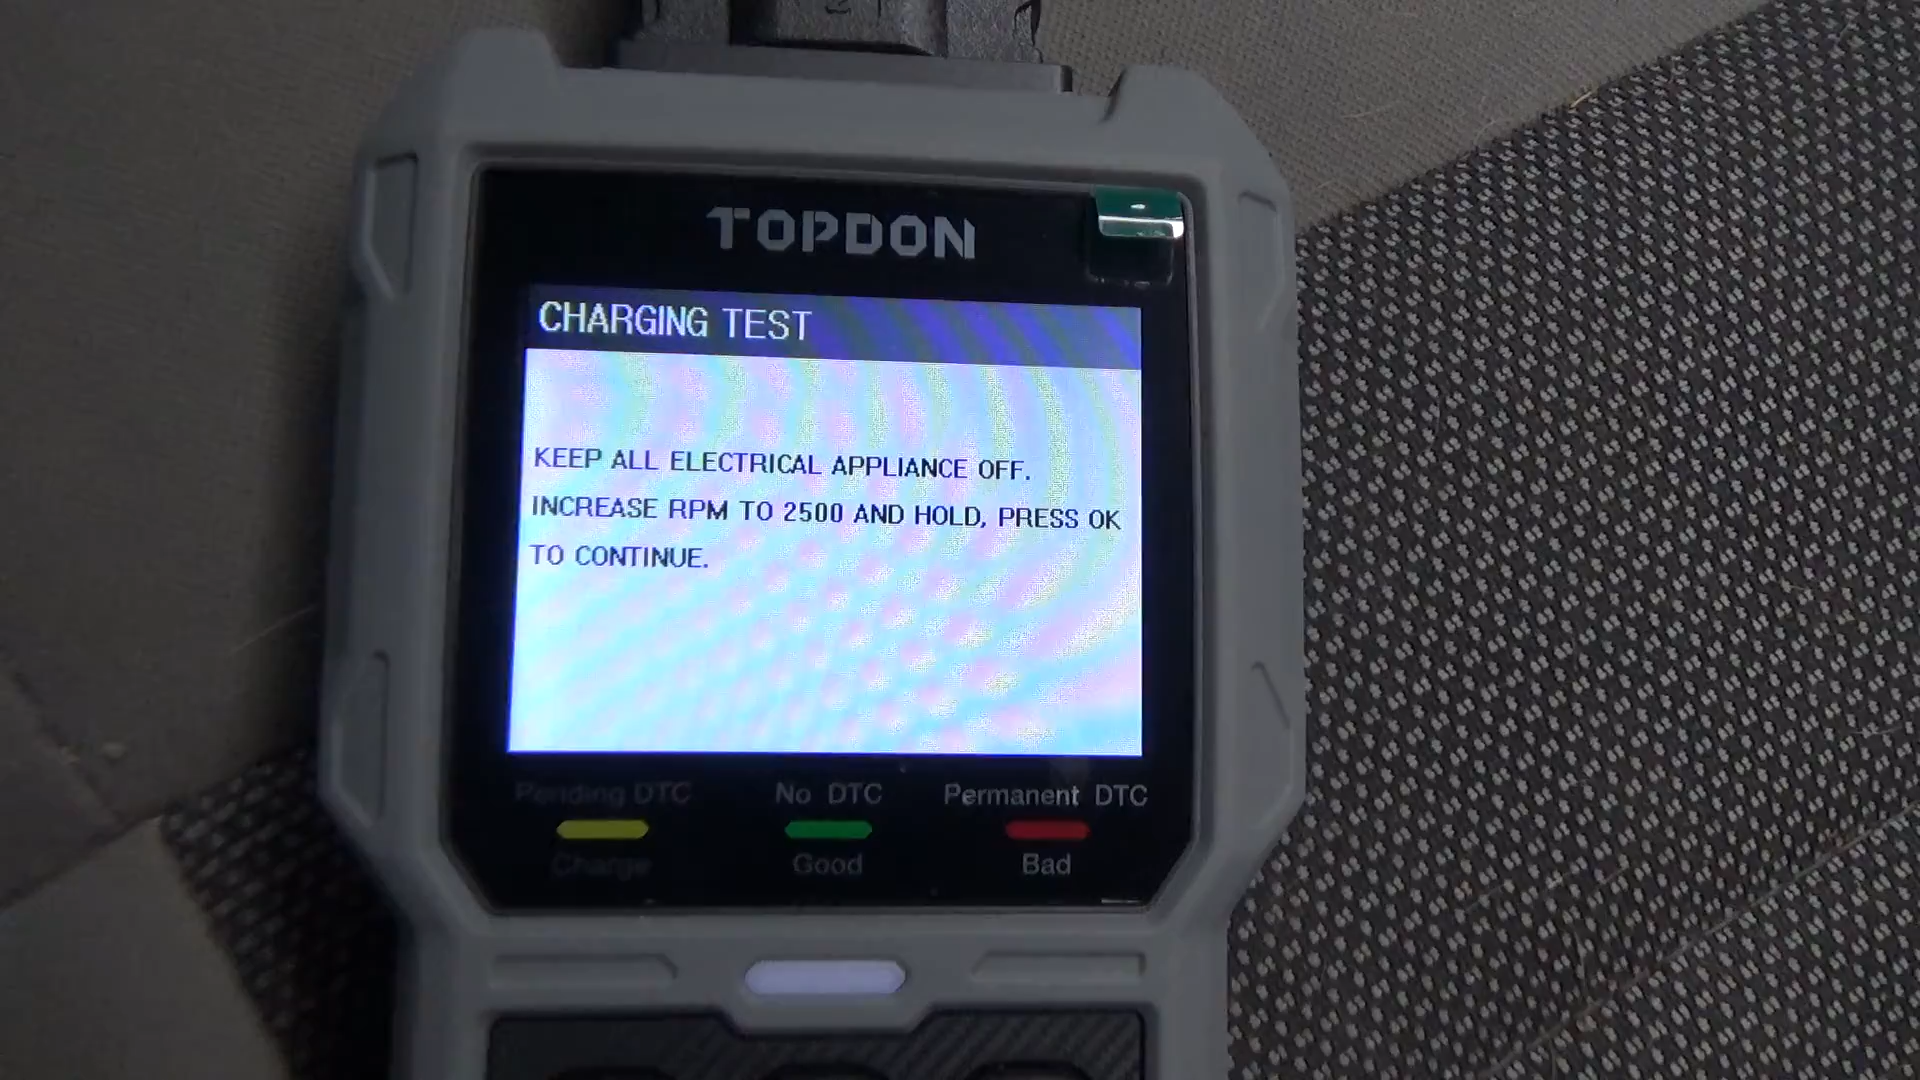 TOPDON
CHARGING TEST
KEEP ALL ELECTRICAL APPLIANCE OFF.
INCREASE RPM TO 2500 AND HOLD, PRESS OK
TO CONTINUE.
Pending DTC No DTC Permanent DTC
Charge Good Bad